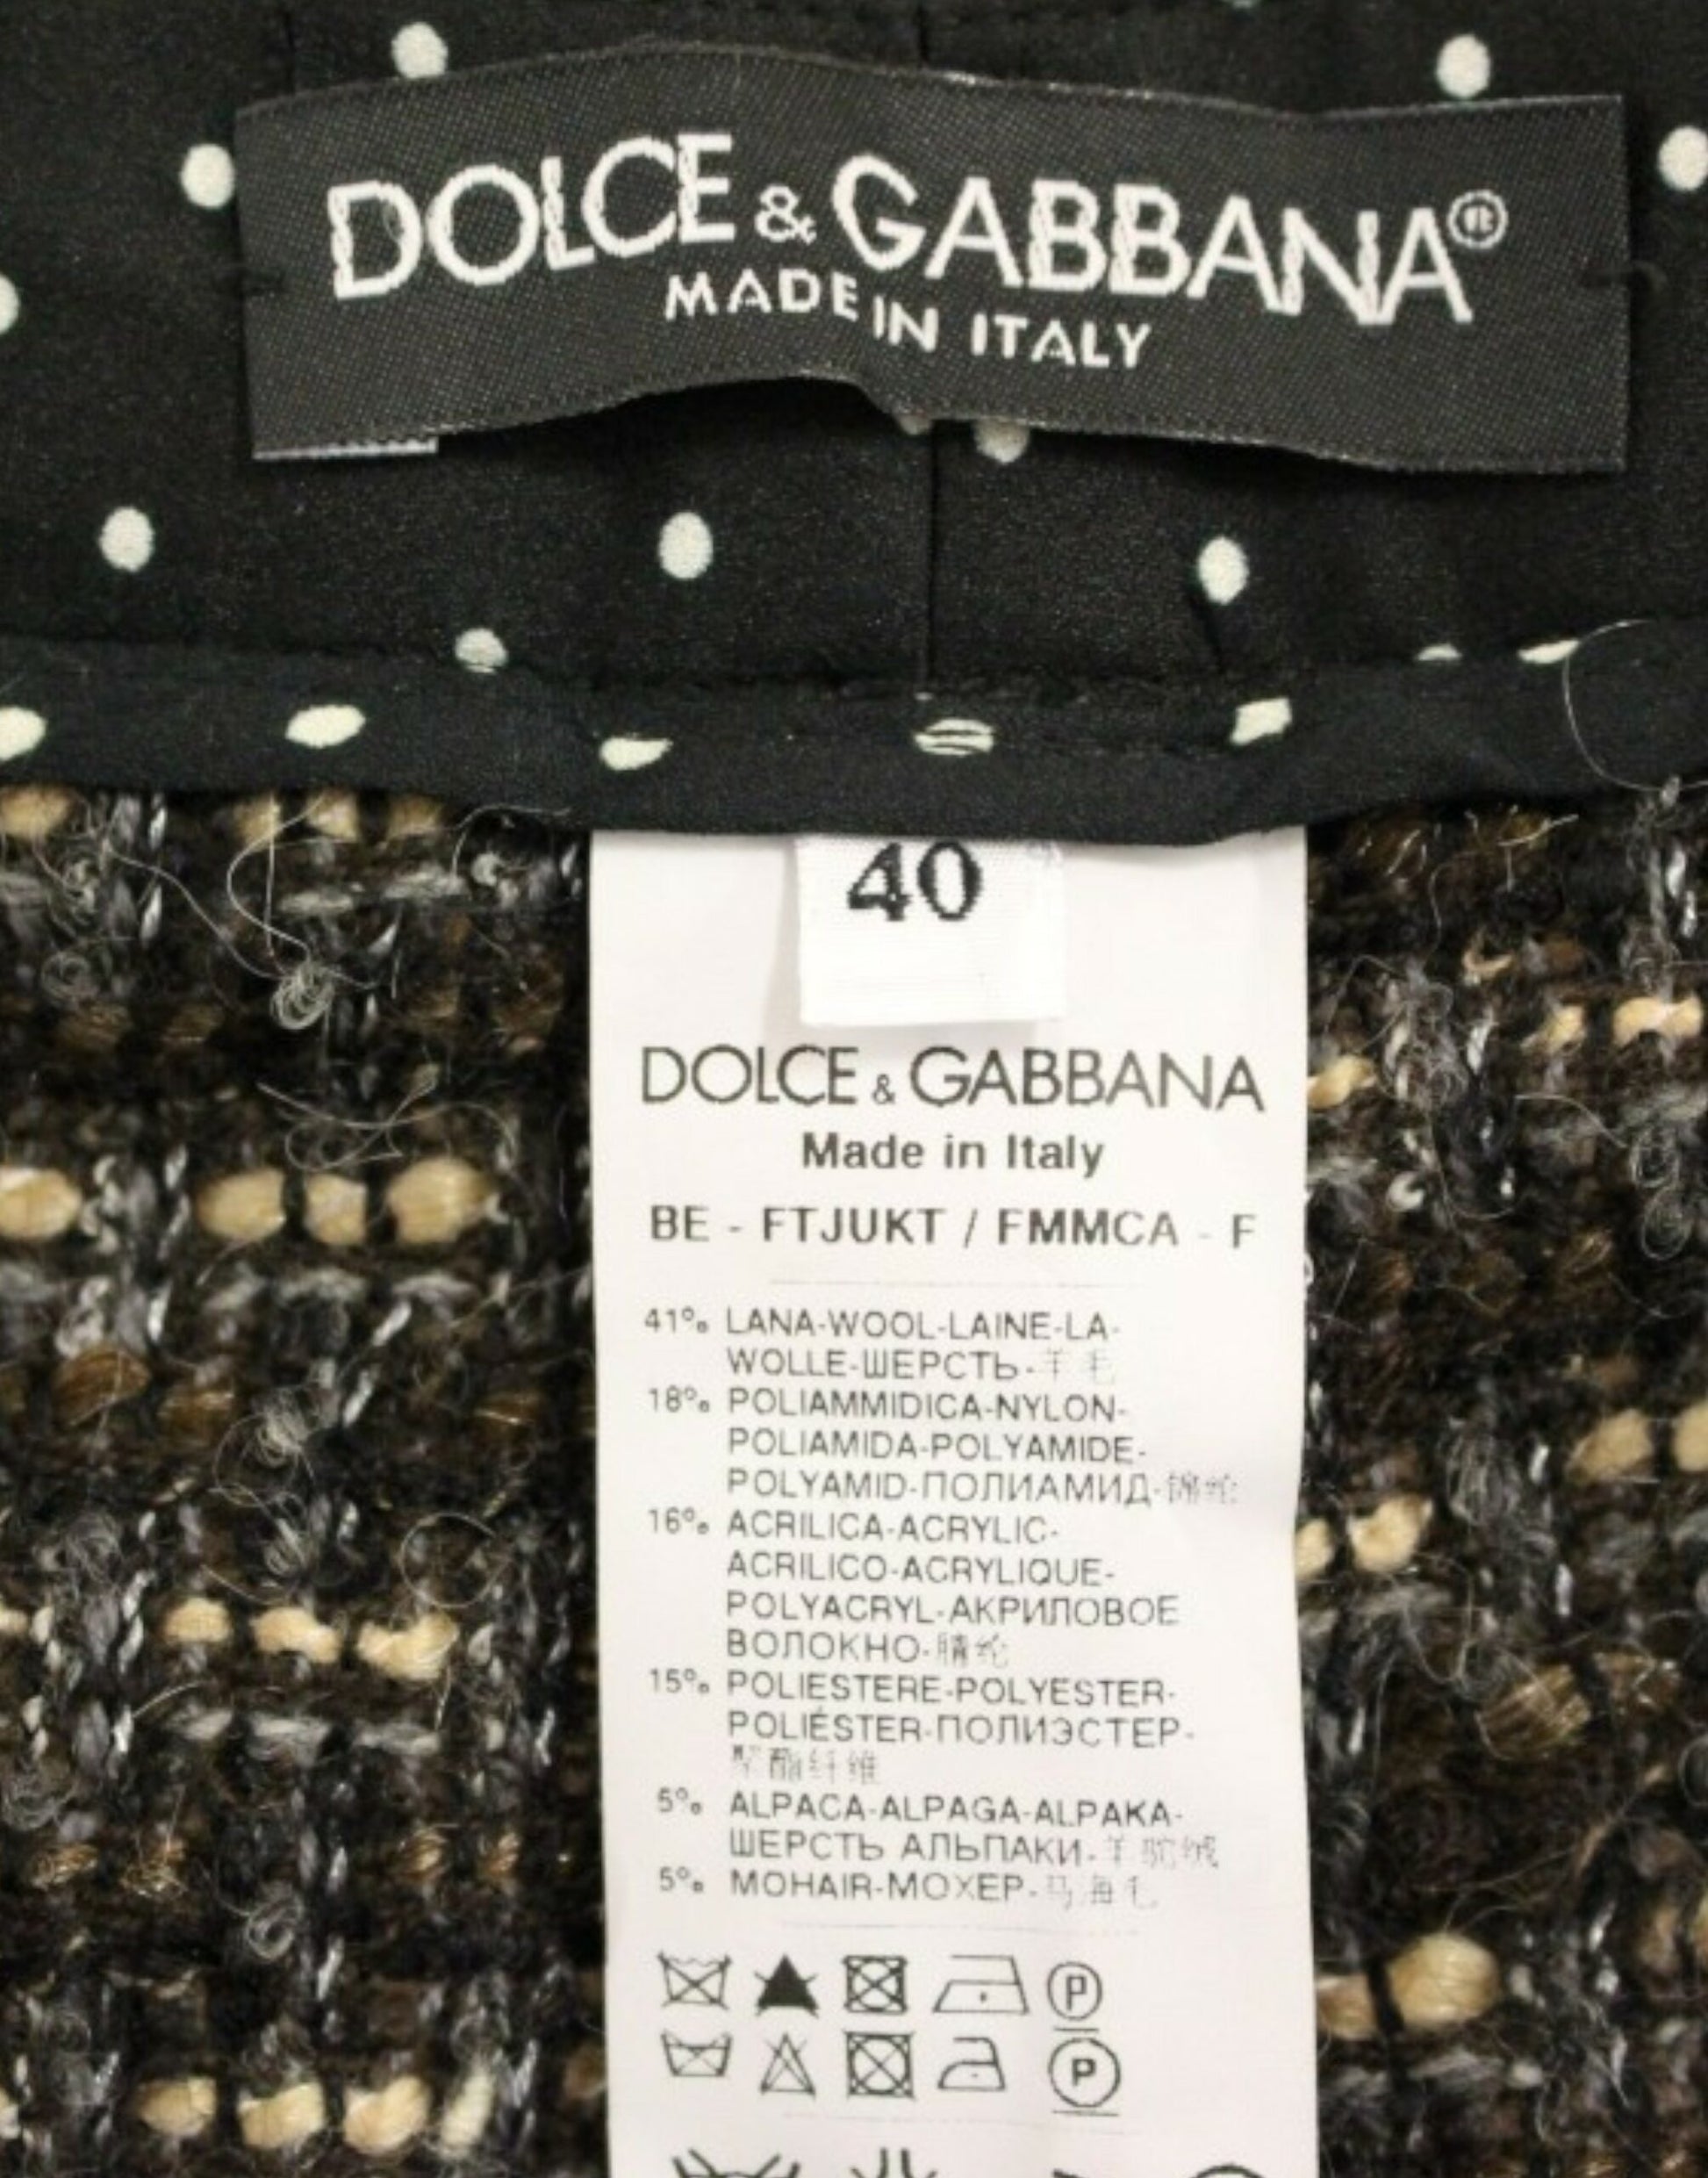 DOLCE & GABBANA®
MADE IN ITALY
40
DOLCE & GABBANA
Made in Italy
BE - FTJUKT / FMMCA - F
41% LANA-WOOL-LAINE-LA-
WOLLE-ШЕРСТЬ-羊毛
18% POLIAMMIDICA-NYLON-
POLIAMIDA-POLYAMIDE-
POLYAMID-ПОЛИАМИД-锦纶
16% ACRILICA-ACRYLIC-
ACRILICO-ACRYLIQUE-
POLYACRYL-АКРИЛОВОЕ
ВОЛОКНО-腈纶
15% POLIESTERE-POLYESTER-
POLIÉSTER-ПОЛИЭСТЕР-
聚酯纤维
5% ALPACA-ALPAGA-ALPAKA-
ШЕРСТЬ АЛЬПАКИ-羊驼绒
5% MOHAIR-МОХЕР-马海毛
P
P